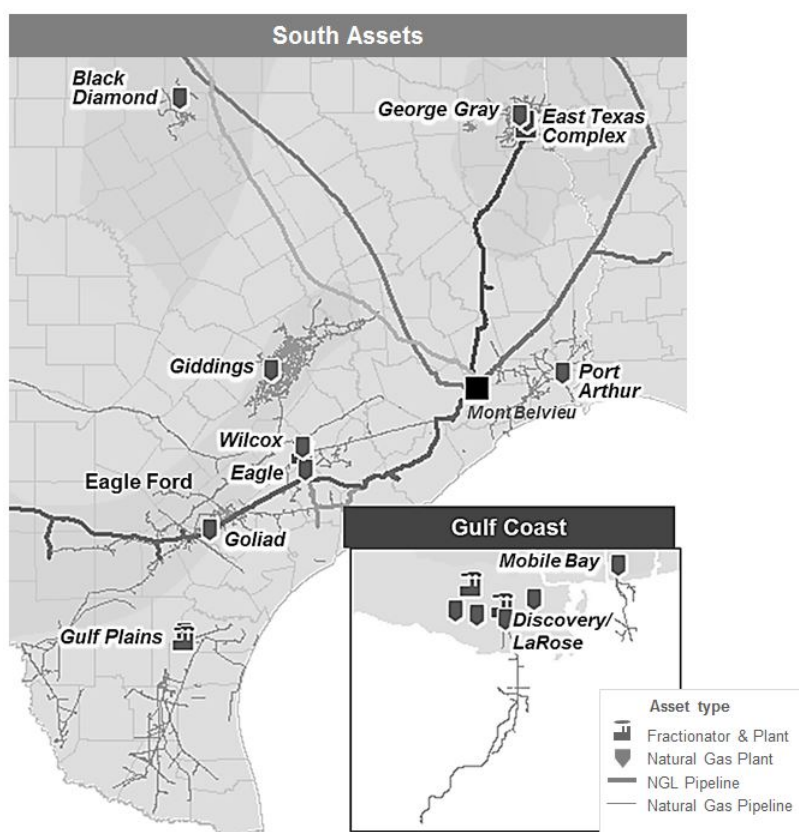 South Assets
Black
Diamond
George Gray
East Texas
Complex
Giddings
Port
Arthur
Mont Belvieu
Wilcox
Eagle
Eagle Ford
Goliad
Gulf Plains
Gulf Coast
Mobile Bay
Discovery/
LaRose
Asset type
Fractionator & Plant
Natural Gas Plant
NGL Pipeline
Natural Gas Pipeline